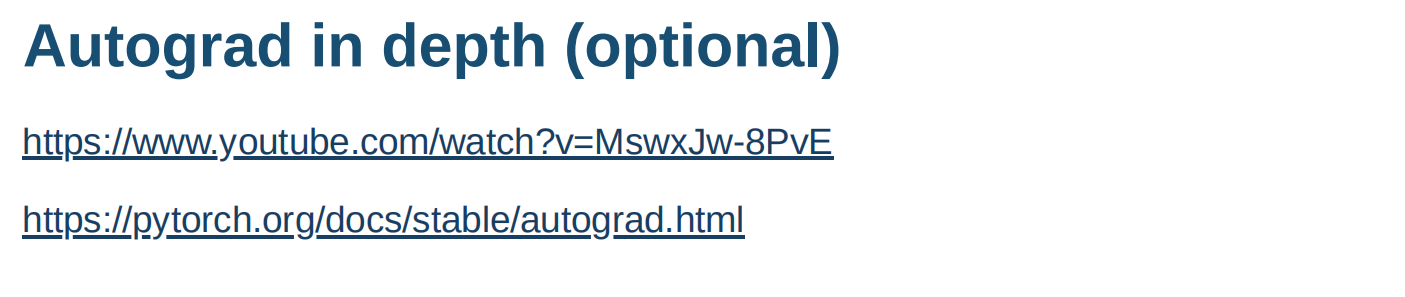 Autograd in depth (optional)
https://www.youtube.com/watch?v=MswxJw-8PvE
https://pytorch.org/docs/stable/autograd.html